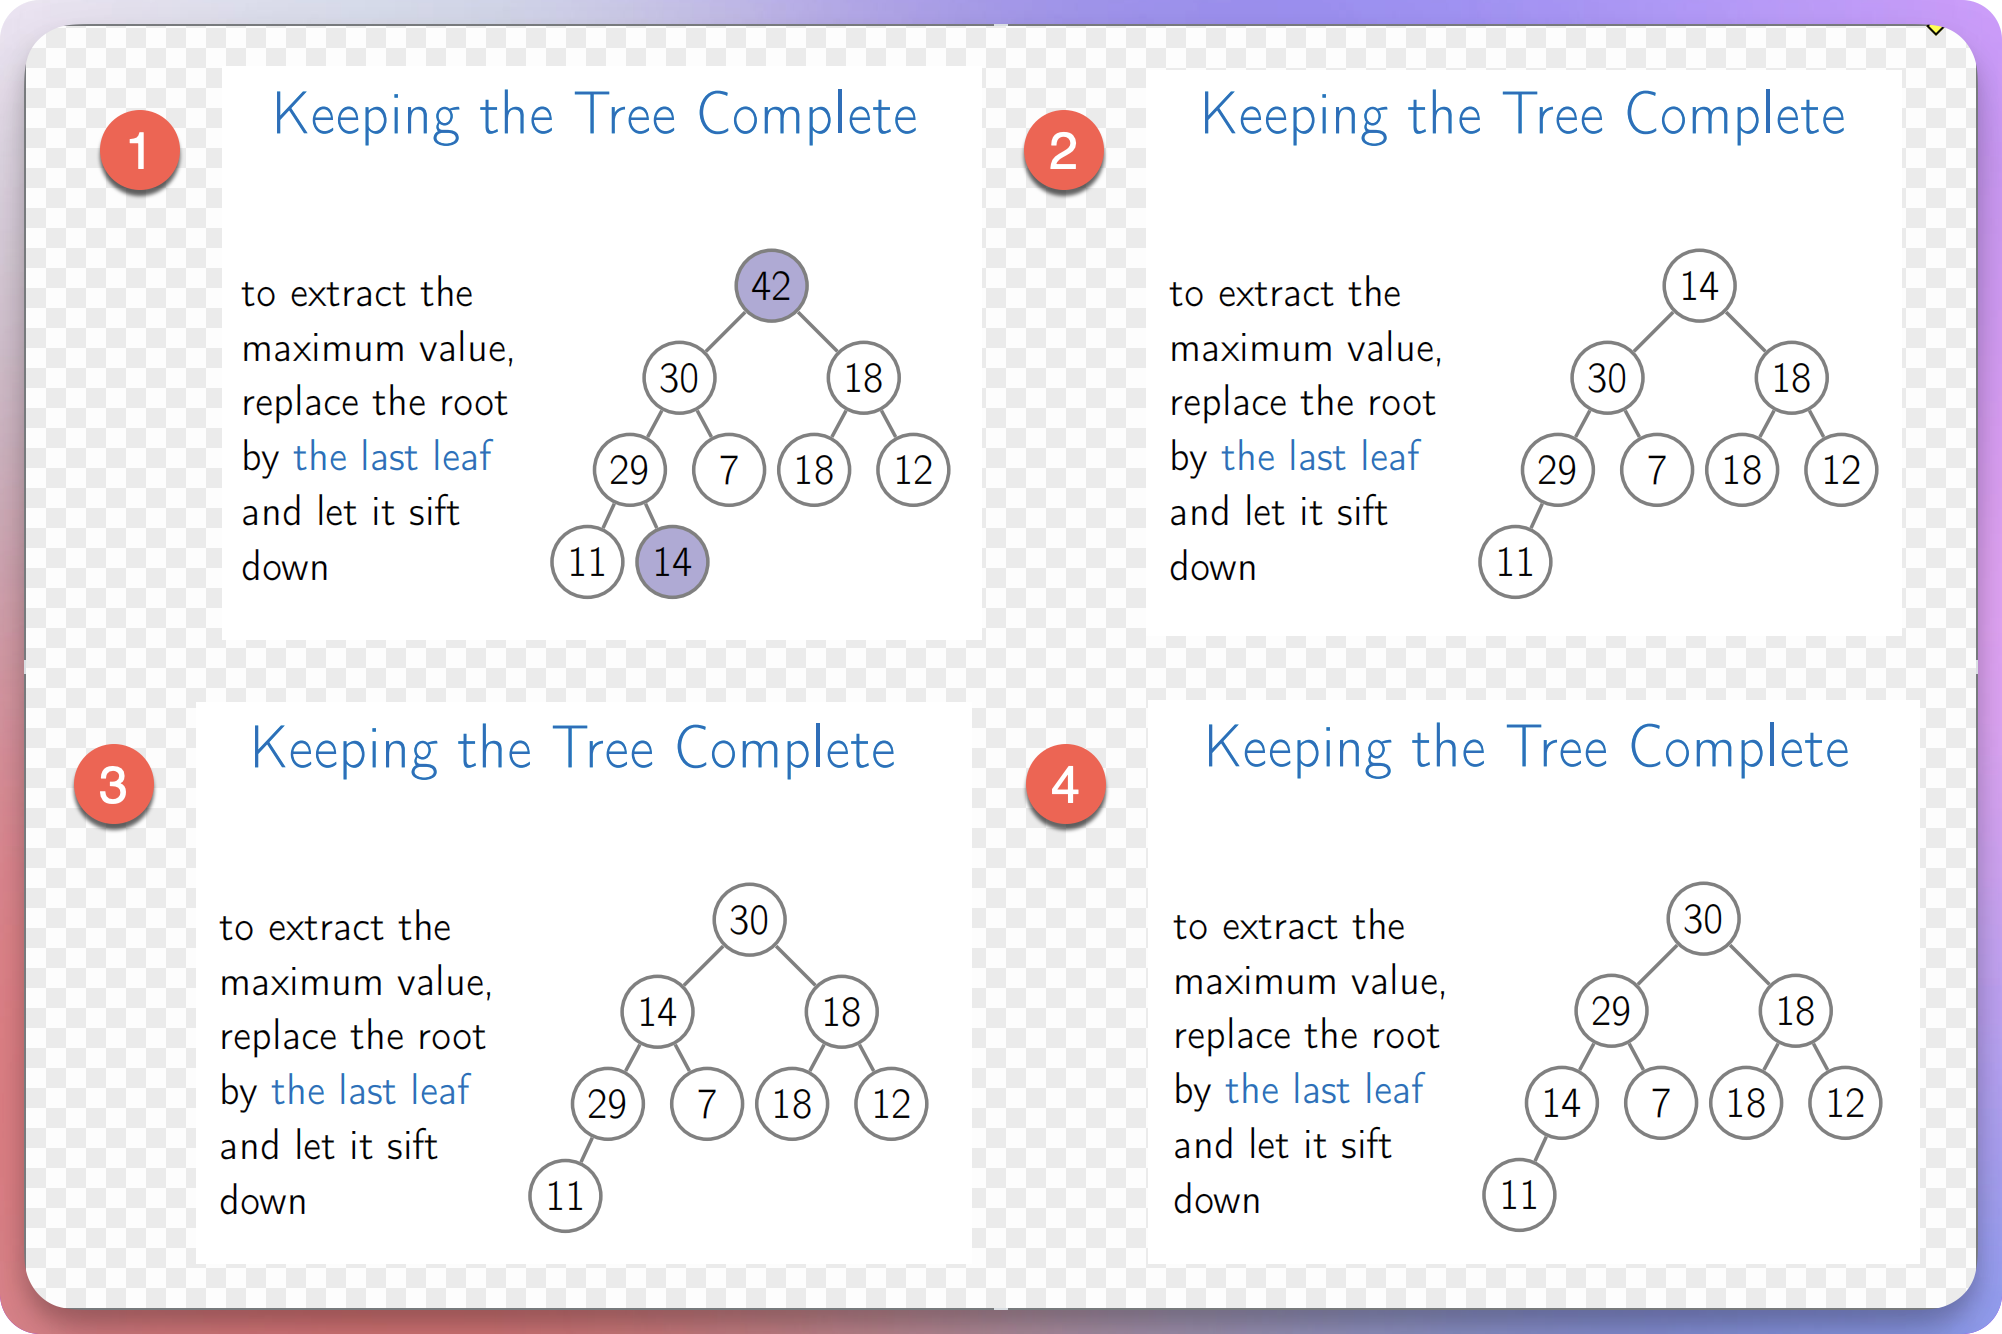 1
Keeping the Tree Complete
to extract the
maximum value,
replace the root
by the last leaf
and let it sift
down
42
30 18
29 7 18 12
11 14
2
Keeping the Tree Complete
to extract the
maximum value,
replace the root
by the last leaf
and let it sift
down
14
30 18
29 7 18 12
11
3
Keeping the Tree Complete
to extract the
maximum value,
replace the root
by the last leaf
and let it sift
down
30
14 18
29 7 18 12
11
4
Keeping the Tree Complete
to extract the
maximum value,
replace the root
by the last leaf
and let it sift
down
30
29 18
14 7 18 12
11